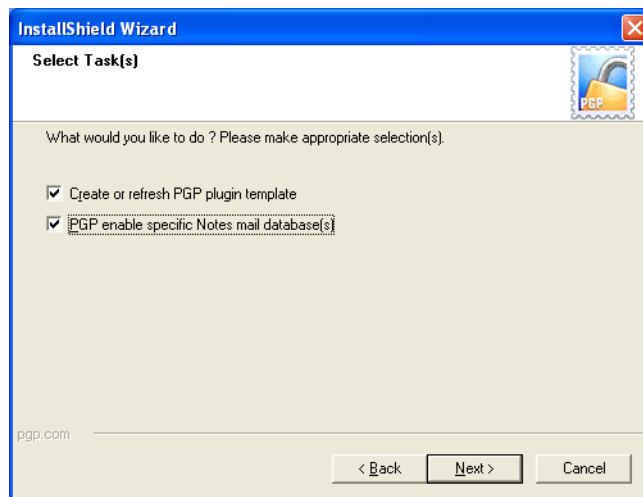 InstallShield Wizard
Select Task(s)
PGP
What would you like to do ? Please make appropriate selection(s).
Create or refresh PGP plugin template
PGP enable specific Notes mail database(s)
pgp.com
< Back
Next >
Cancel